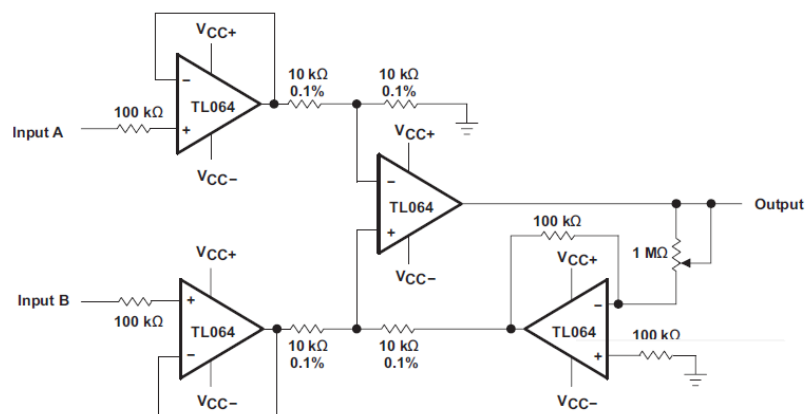 VCC+
10 kΩ
0.1%
10 kΩ
0.1%
−
TL064
+
100 kΩ
Input A
VCC−
VCC+
−
TL064
+
VCC−
Output
100 kΩ
1 MΩ
VCC+
−
TL064
+
100 kΩ
VCC−
VCC+
Input B
100 kΩ
+
TL064
−
10 kΩ
0.1%
10 kΩ
0.1%
VCC−